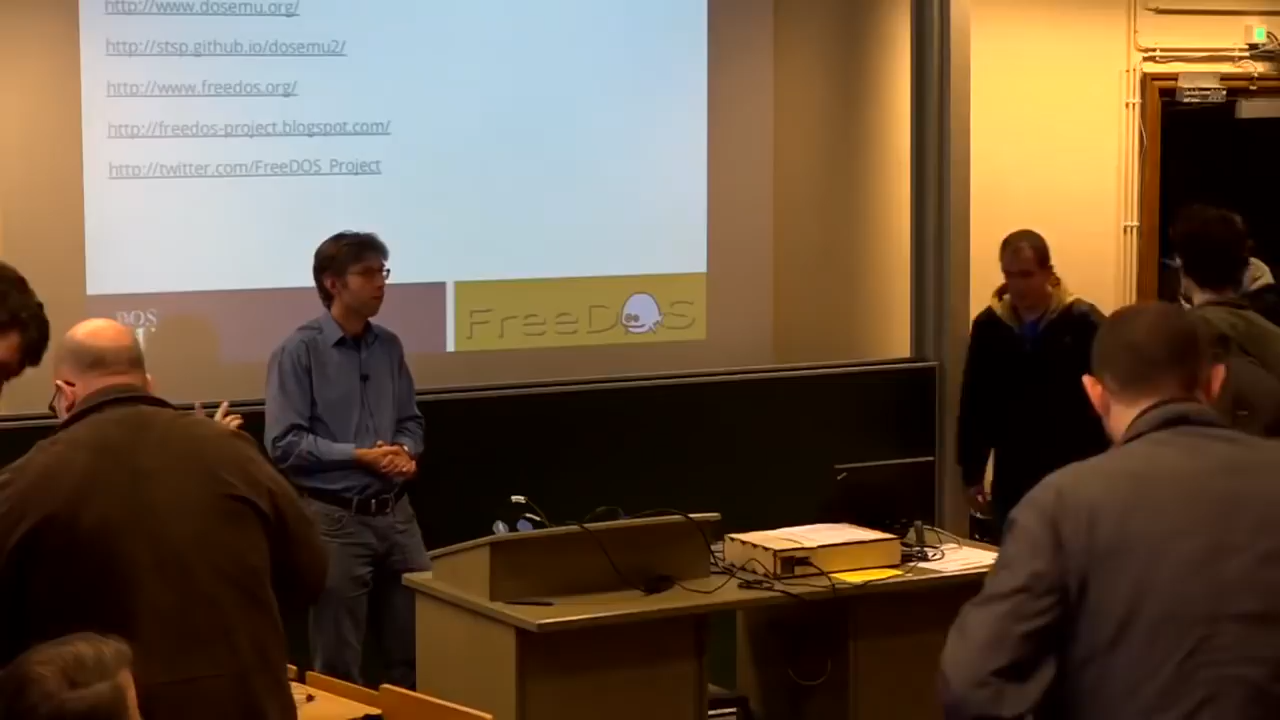 http://www.dosemu.org/
http://stsp.github.io/dosemu2/
http://www.freedos.org/
http://freedos-project.blogspot.com/
http://twitter.com/FreeDOS_Project
DOS
FreeDOS